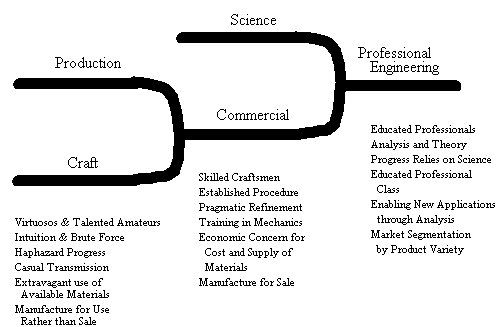 Science
Professional
Engineering
Production
Commercial
Craft
Virtuosos & Talented Amateurs
Intuition & Brute Force
Haphazard Progress
Casual Transmission
Extravagant use of
Available Materials
Manufacture for Use
Rather than Sale
Skilled Craftsmen
Established Procedure
Pragmatic Refinement
Training in Mechanics
Economic Concern for
Cost and Supply of
Materials
Manufacture for Sale
Educated Professionals
Analysis and Theory
Progress Relies on Science
Educated Professional
Class
Enabling New Applications
through Analysis
Market Segmentation
by Product Variety